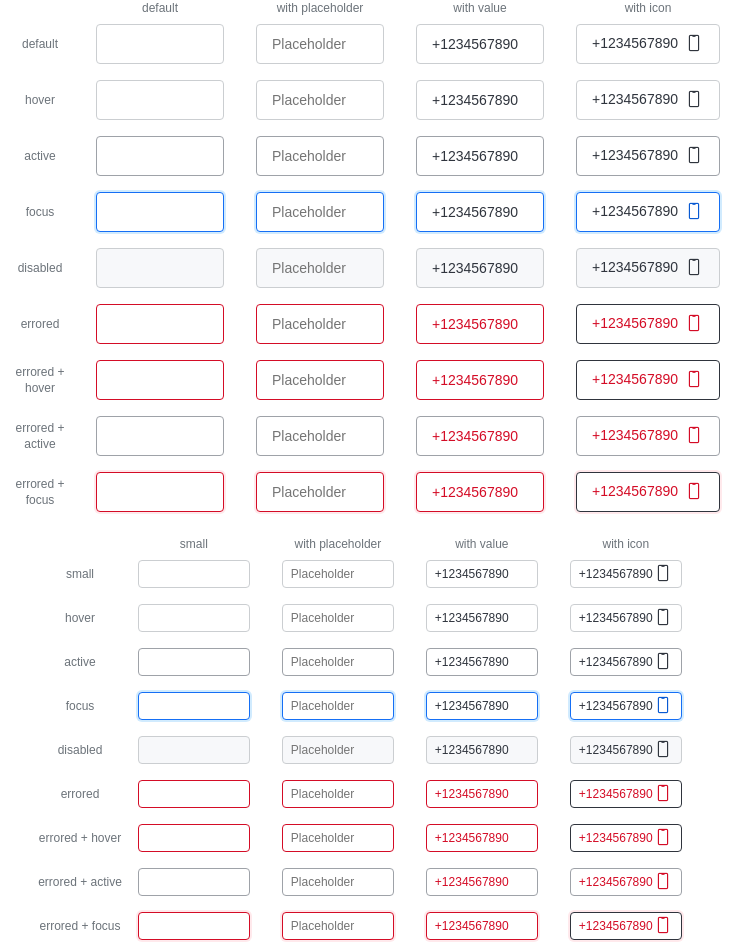 default with placeholder with value with icon
default Placeholder +1234567890 +1234567890
hover Placeholder +1234567890 +1234567890
active Placeholder +1234567890 +1234567890
focus Placeholder +1234567890 +1234567890
disabled Placeholder +1234567890 +1234567890
errored Placeholder +1234567890 +1234567890
errored +
hover Placeholder +1234567890 +1234567890
errored +
active Placeholder +1234567890 +1234567890
errored +
focus Placeholder +1234567890 +1234567890
small with placeholder with value with icon
small Placeholder +1234567890 +1234567890
hover Placeholder +1234567890 +1234567890
active Placeholder +1234567890 +1234567890
focus Placeholder +1234567890 +1234567890
disabled Placeholder +1234567890 +1234567890
errored Placeholder +1234567890 +1234567890
errored + hover Placeholder +1234567890 +1234567890
errored + active Placeholder +1234567890 +1234567890
errored + focus Placeholder +1234567890 +1234567890